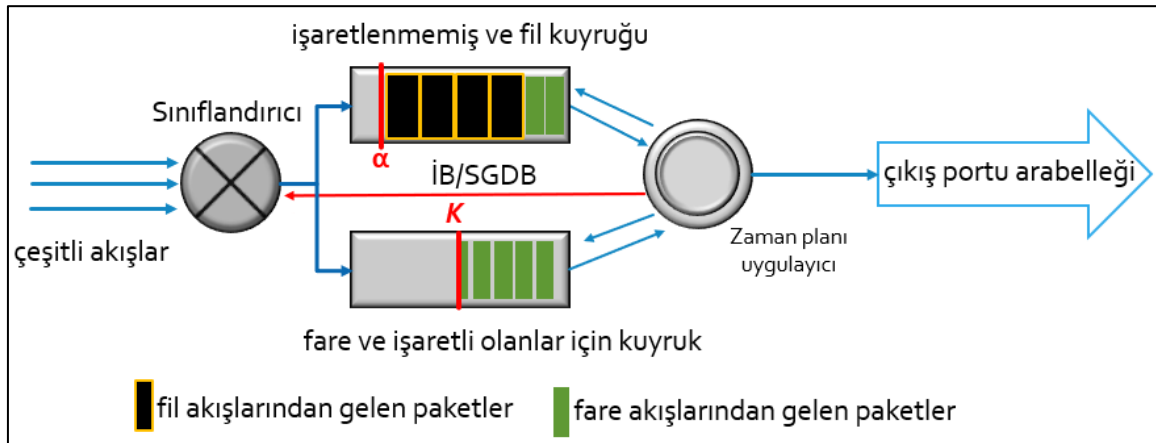 işaretlenmemiş ve fil kuyruğu
Sınıflandırıcı
α
İB/SGDB
çıkış portu arabelleği
K
çeşitli akışlar
Zaman planı
uygulayıcı
fare ve işaretli olanlar için kuyruk
fil akışlarından gelen paketler
fare akışlarından gelen paketler